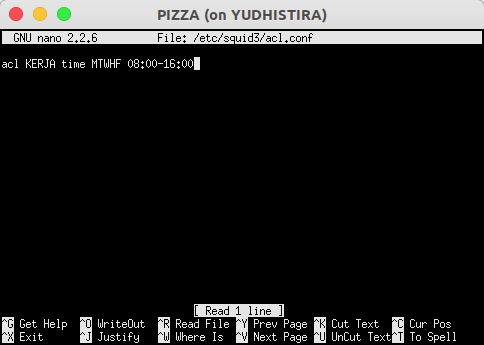 PIZZA (on YUDHISTIRA)
GNU nano 2.2.6 File: /etc/squid3/acl.conf
acl KERJA time MTWHF 08:00-16:00
[ Read 1 line ]
^G Get Help ^O WriteOut ^R Read File ^Y Prev Page ^K Cut Text ^C Cur Pos
^X Exit ^J Justify ^W Where Is ^V Next Page ^U UnCut Text ^T To Spell